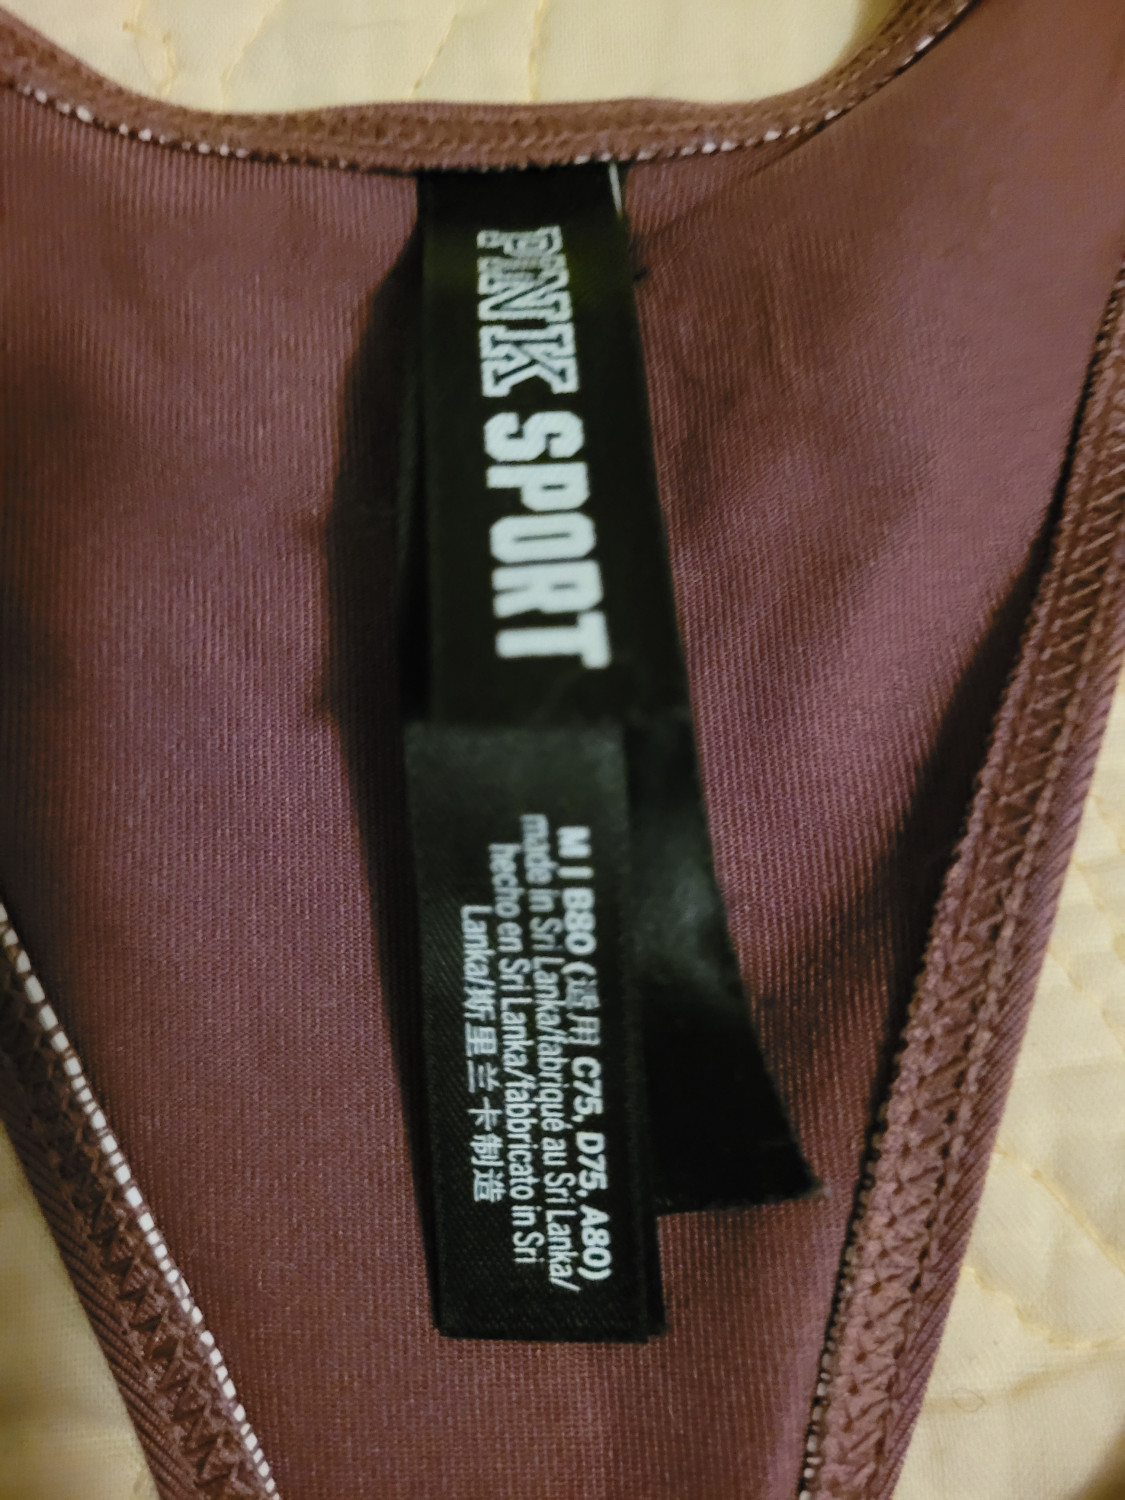 PINK SPORT
M | B80 (适用 C75, D75, A80)
made in Sri Lanka/fabriqué au Sri Lanka/
hecho en Sri Lanka/fabbricato in Sri
Lanka/斯里兰卡制造